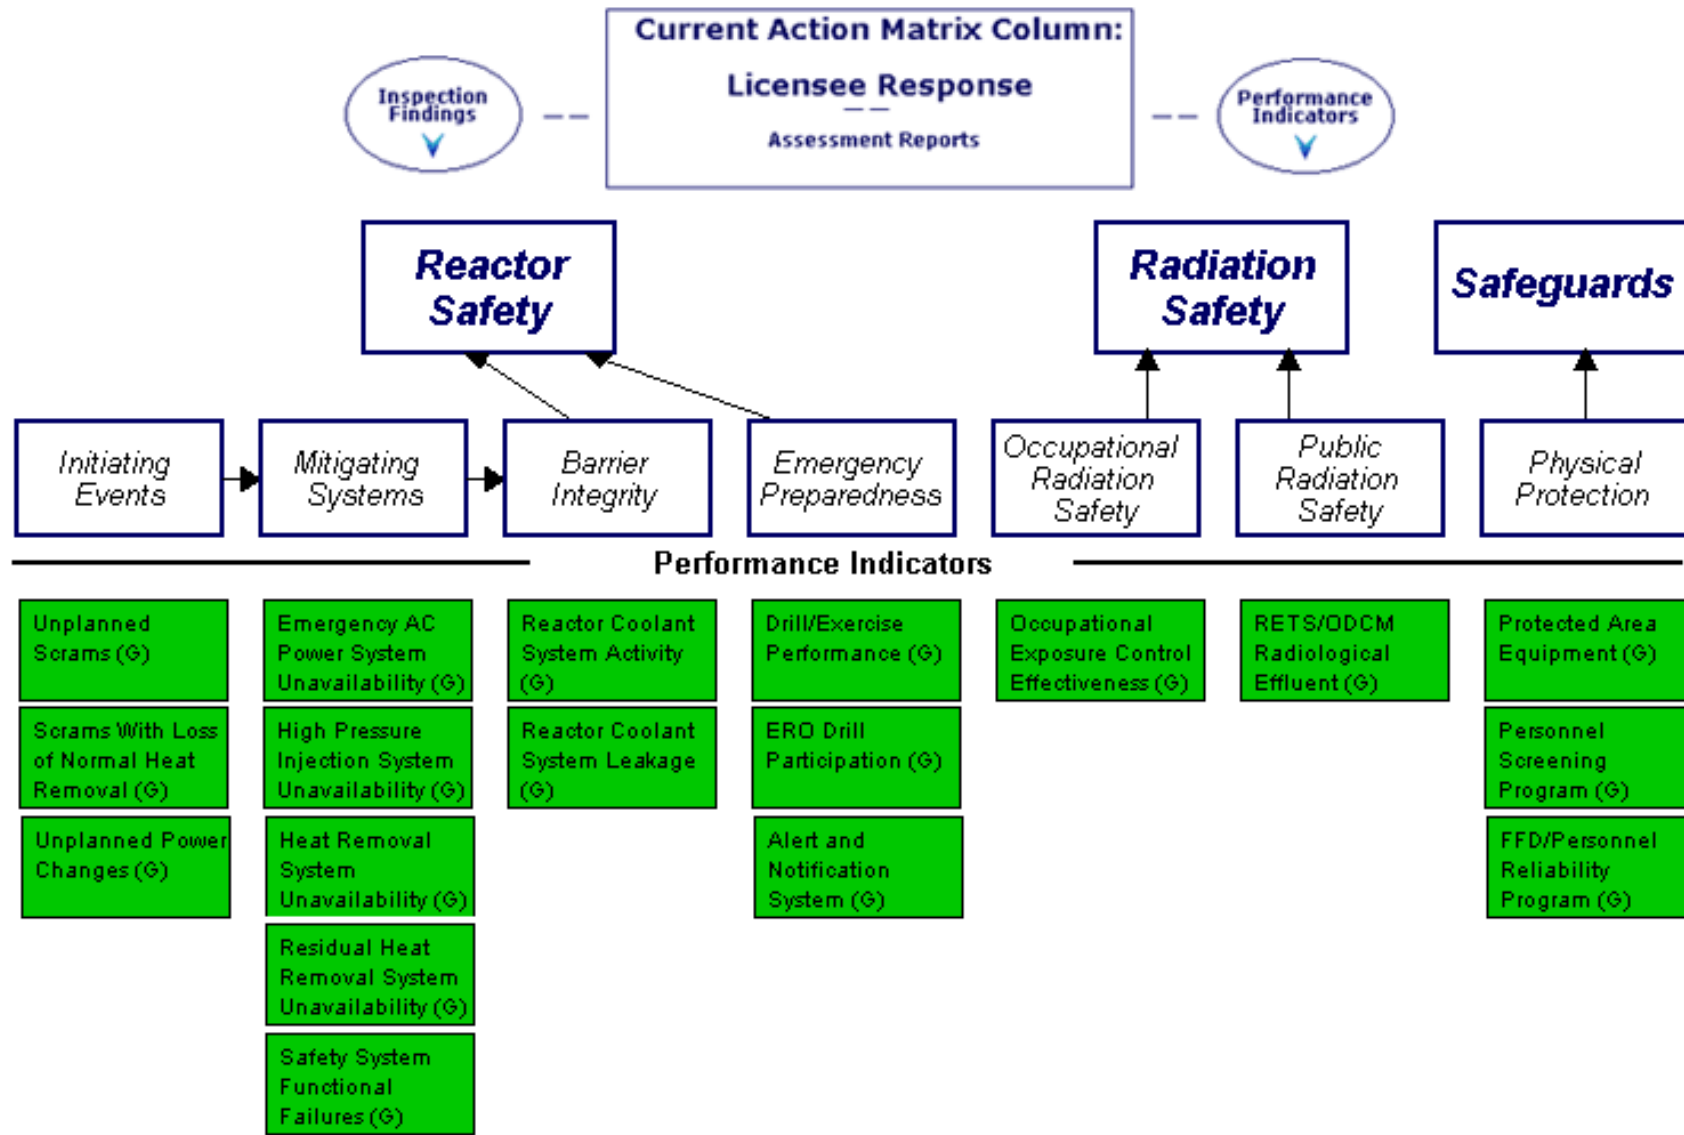 Current Action Matrix Column:
Licensee Response
Assessment Reports
Inspection
Findings
Performance
Indicators
Reactor
Safety
Radiation
Safety
Safeguards
Initiating
Events
Mitigating
Systems
Barrier
Integrity
Emergency
Preparedness
Occupational
Radiation
Safety
Public
Radiation
Safety
Physical
Protection
Performance Indicators
Unplanned
Scrams (G)
Scrams With Loss
of Normal Heat
Removal (G)
Unplanned Power
Changes (G)
Emergency AC
Power System
Unavailability (G)
High Pressure
Injection System
Unavailability (G)
Heat Removal
System
Unavailability (G)
Residual Heat
Removal System
Unavailability (G)
Safety System
Functional
Failures (G)
Reactor Coolant
System Activity
(G)
Reactor Coolant
System Leakage
(G)
Drill/Exercise
Performance (G)
ERO Drill
Participation (G)
Alert and
Notification
System (G)
Occupational
Exposure Control
Effectiveness (G)
RETS/ODCM
Radiological
Effluent (G)
Protected Area
Equipment (G)
Personnel
Screening
Program (G)
FFD/Personnel
Reliability
Program (G)